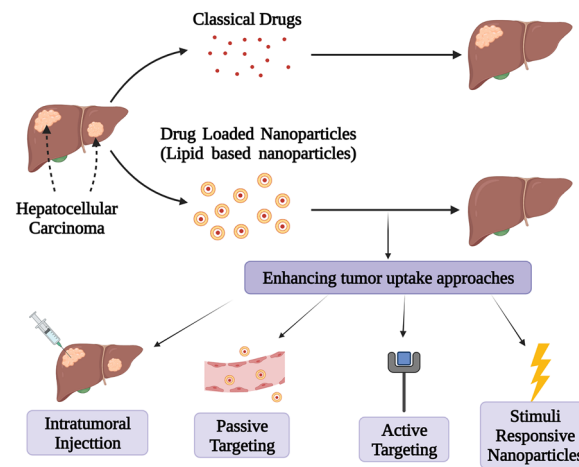 Classical Drugs
Drug Loaded Nanoparticles
(Lipid based nanoparticles)
Hepatocellular
Carcinoma
Enhancing tumor uptake approaches
Intratumoral
Injecttion
Passive
Targeting
Active
Targeting
Stimuli
Responsive
Nanoparticles